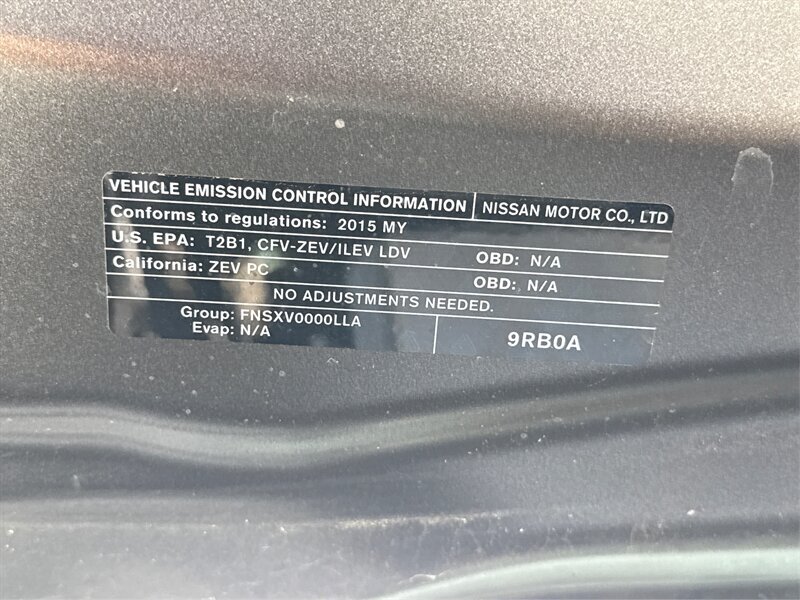 VEHICLE EMISSION CONTROL INFORMATION NISSAN MOTOR CO., LTD
Conforms to regulations: 2015 MY
U.S. EPA: T2B1, CFV-ZEV/ILEV LDV OBD: N/A
California: ZEV PC OBD: N/A
NO ADJUSTMENTS NEEDED.
Group: FNSXV0000LLA
Evap: N/A
9RB0A